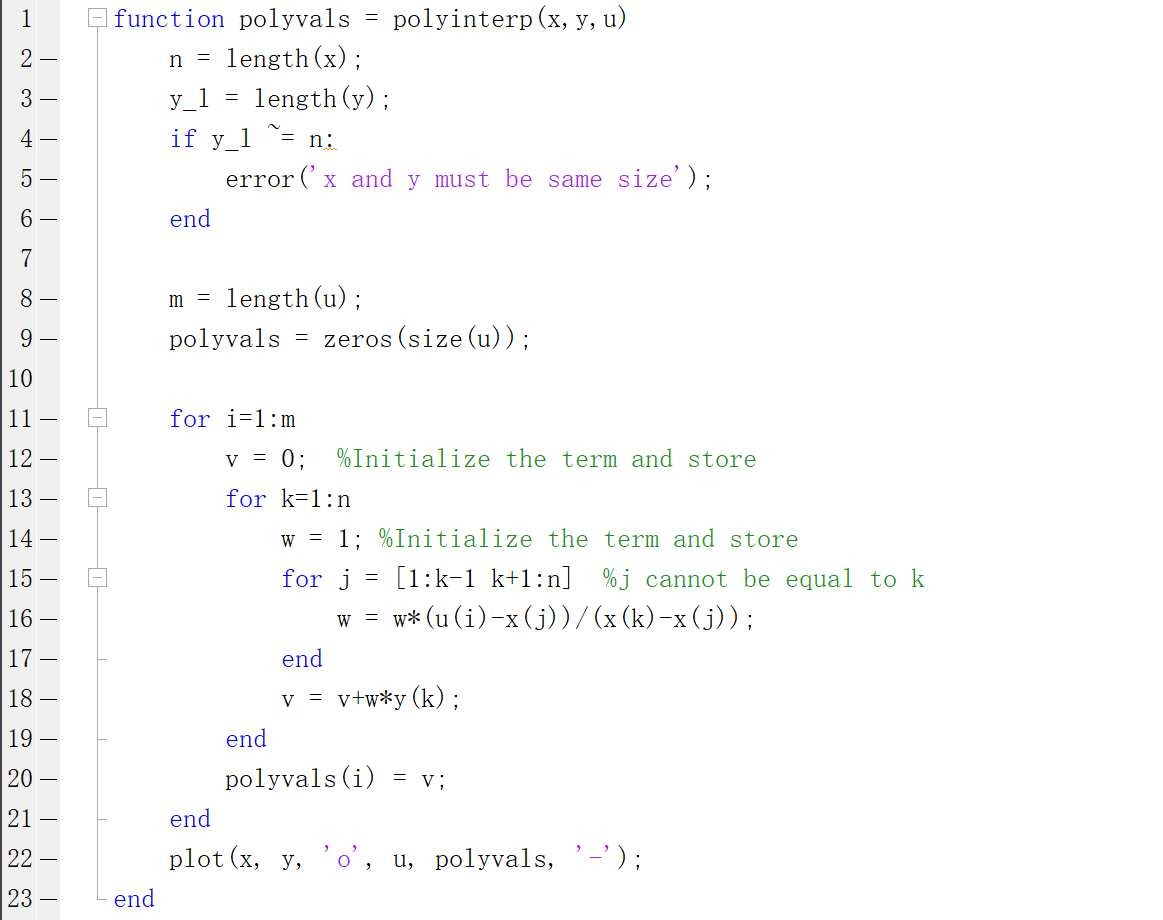 1 function polyvals = polyinterp(x,y,u)
2 — n = length(x);
3 — y_l = length(y);
4 — if y_l ~= n:
5 — error('x and y must be same size');
6 — end
7
8 — m = length(u);
9 — polyvals = zeros(size(u));
10
11 — for i=1:m
12 — v = 0;  %Initialize the term and store
13 — for k=1:n
14 — w = 1; %Initialize the term and store
15 — for j = [1:k-1 k+1:n]  %j cannot be equal to k
16 — w = w*(u(i)-x(j))/(x(k)-x(j));
17 — end
18 — v = v+w*y(k);
19 — end
20 — polyvals(i) = v;
21 — end
22 — plot(x, y, 'o', u, polyvals, '-');
23 — end